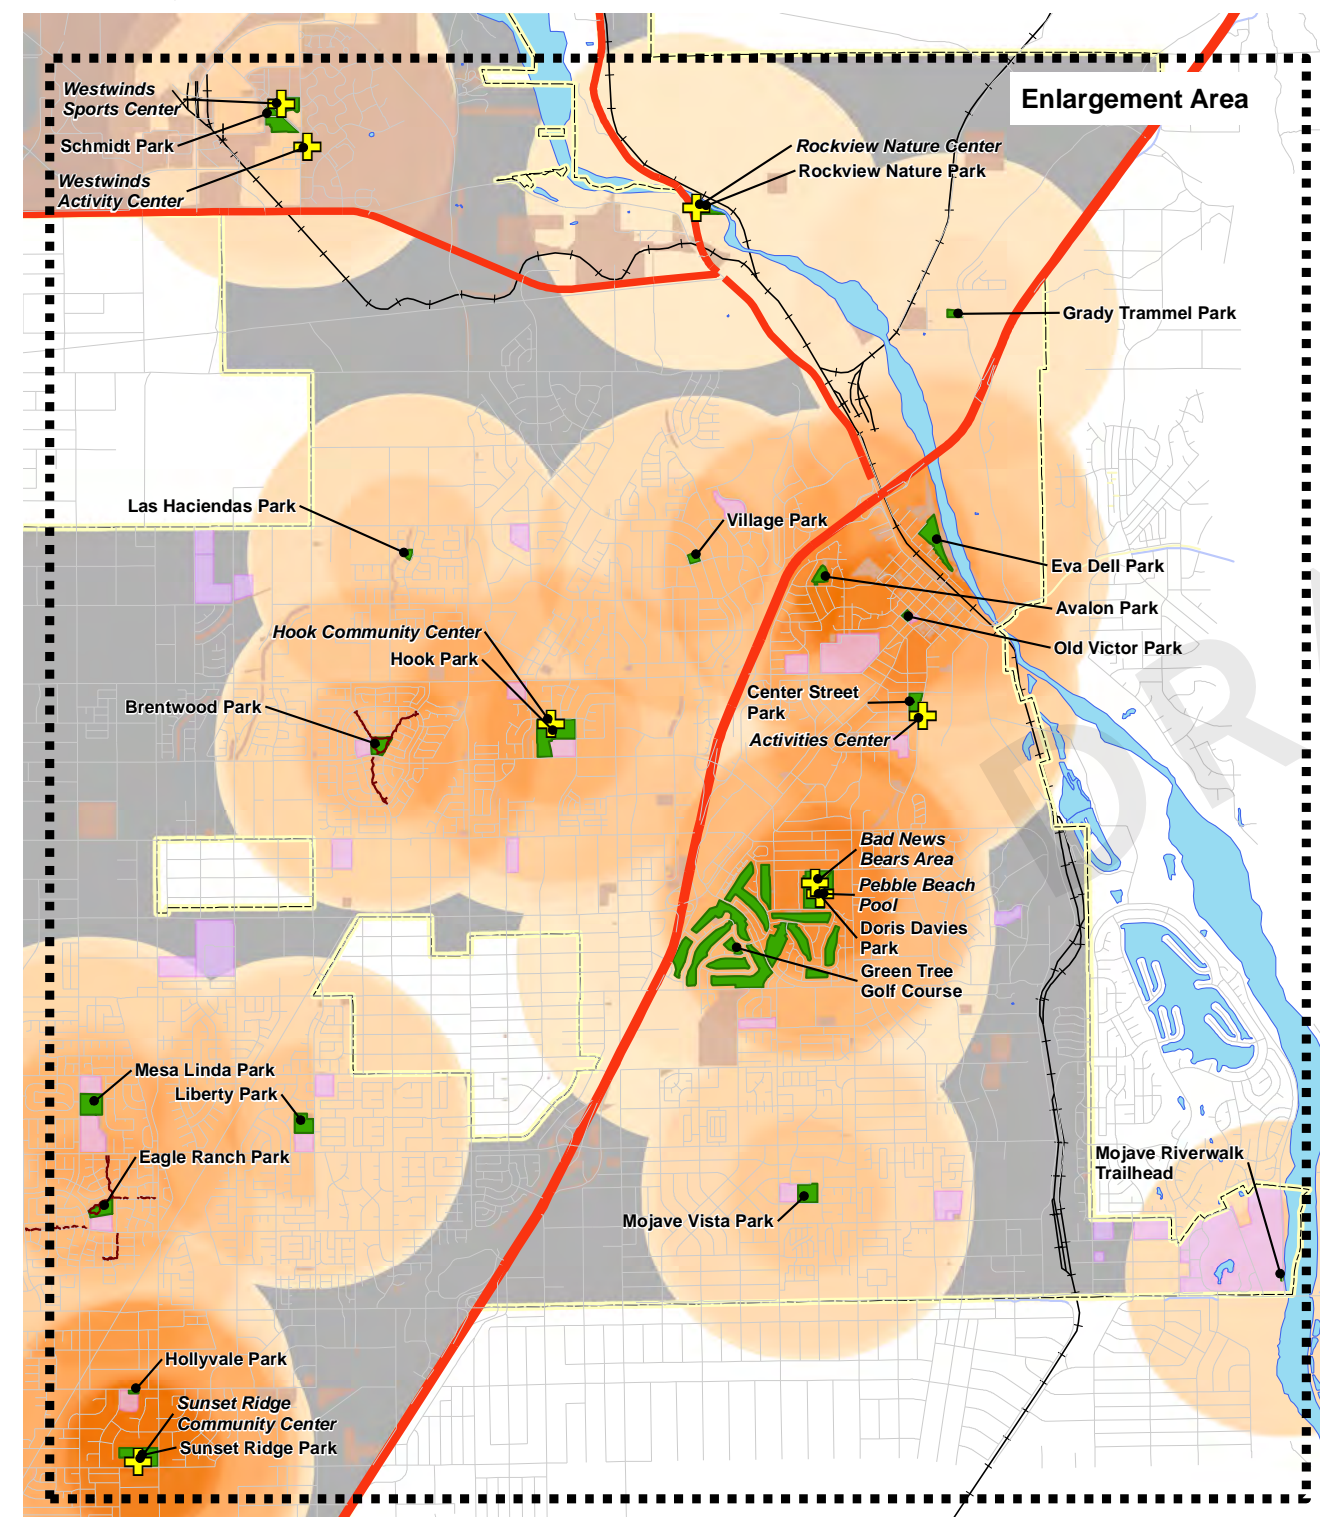 Enlargement Area
Westwinds
Sports Center
Schmidt Park
Westwinds
Activity Center
Rockview Nature Center
Rockview Nature Park
Grady Trammel Park
Las Haciendas Park
Village Park
Eva Dell Park
Avalon Park
Old Victor Park
Hook Community Center
Hook Park
Brentwood Park
Center Street
Park
Activities Center
Bad News
Bears Area
Pebble Beach
Pool
Doris Davies
Park
Green Tree
Golf Course
Mesa Linda Park
Liberty Park
Eagle Ranch Park
Mojave Riverwalk
Trailhead
Mojave Vista Park
Hollyvale Park
Sunset Ridge
Community Center
Sunset Ridge Park
DR